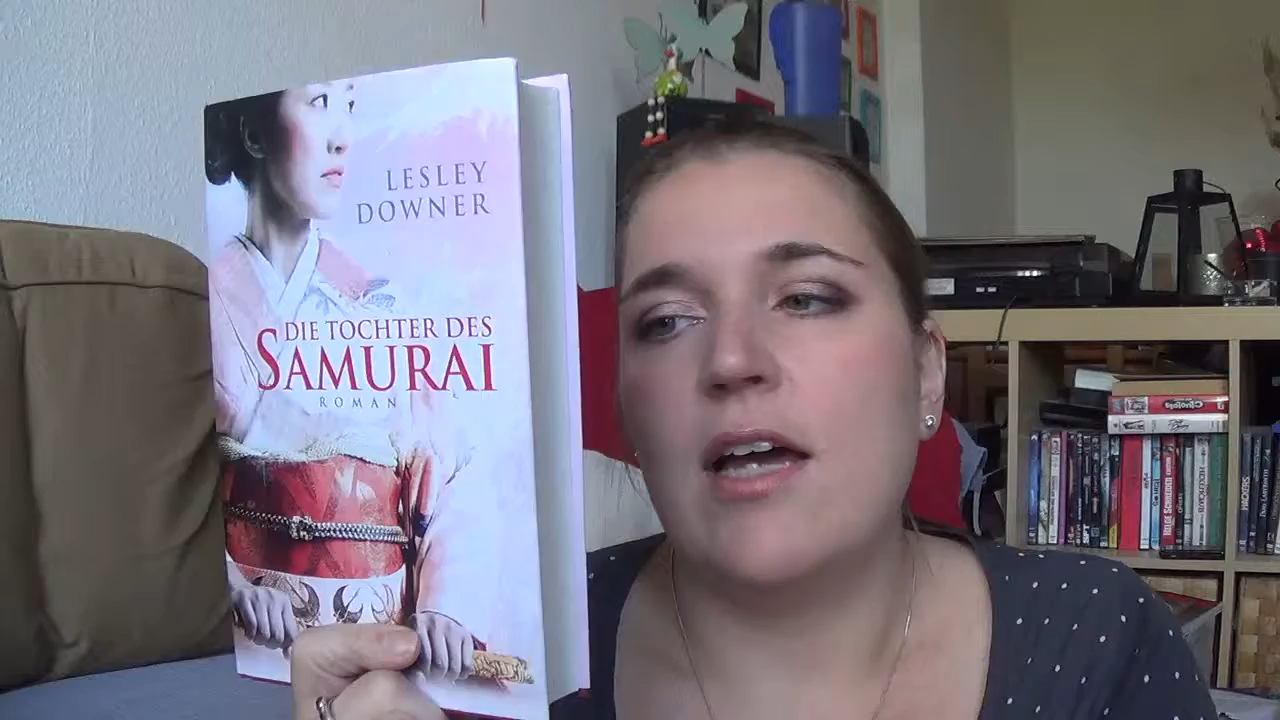 LESLEY
DOWNER
DIE TOCHTER DES
SAMURAI
ROMAN